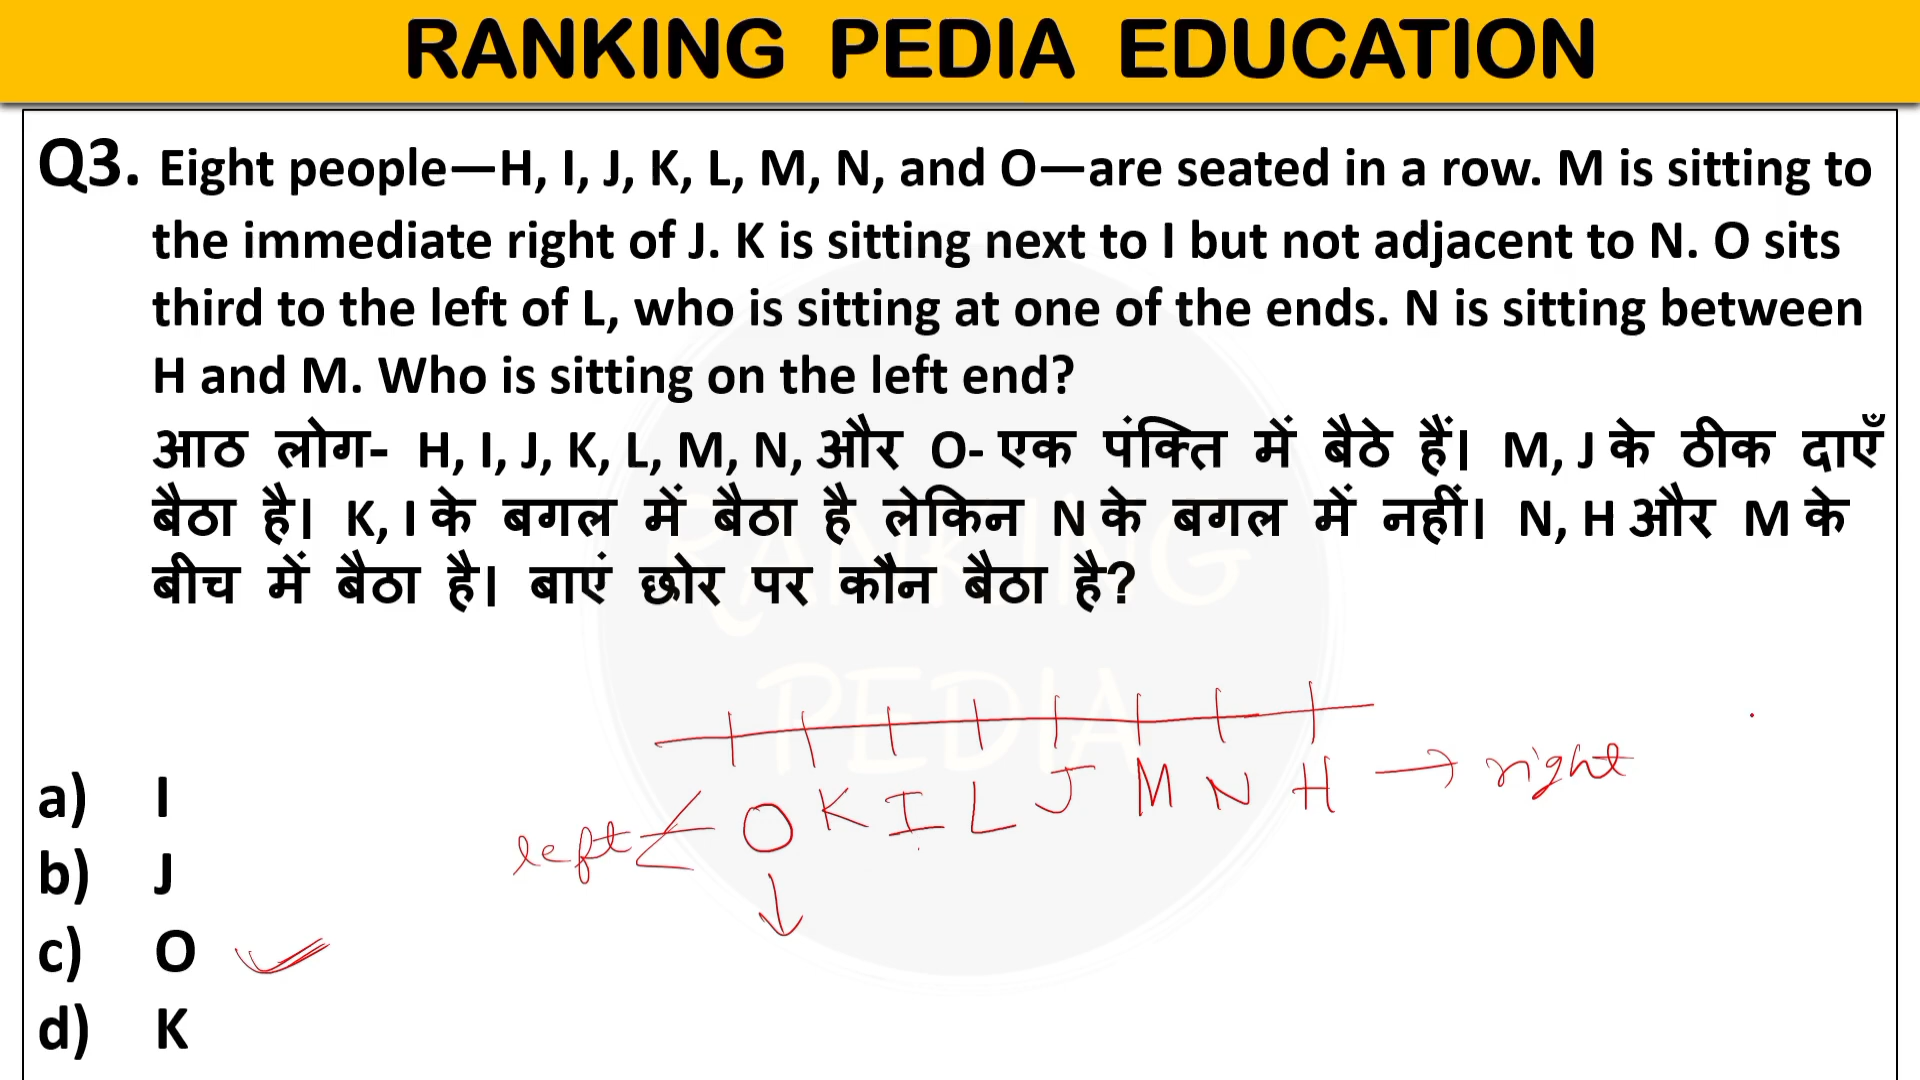 RANKING PEDIA EDUCATION
Q3. Eight people—H, I, J, K, L, M, N, and O—are seated in a row. M is sitting to
the immediate right of J. K is sitting next to I but not adjacent to N. O sits
third to the left of L, who is sitting at one of the ends. N is sitting between
H and M. Who is sitting on the left end?
आठ लोग- H, I, J, K, L, M, N, और O- एक पंक्ति में बैठे हैं। M, J के ठीक दाएँ
बैठा है। K, I के बगल में बैठा है लेकिन N के बगल में नहीं। N, H और M के
बीच में बैठा है। बाएं छोर पर कौन बैठा है?
RANKING
PEDIA
left O K I L J M N H right
a) I
b) J
c) O
d) K